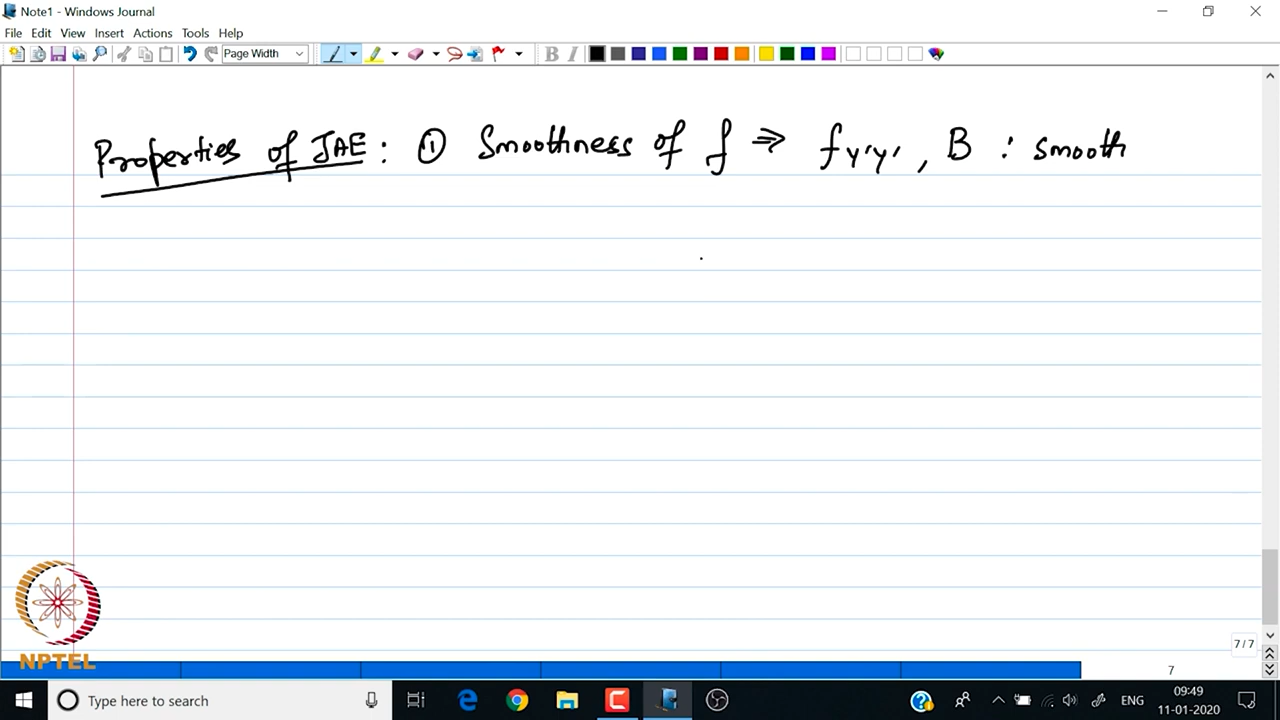 Note1 - Windows Journal
File Edit View Insert Actions Tools Help
Page Width B I
Properties of JAE : ① Smoothness of f ⇒ f_{y'y'} , B : smooth
7/7
NPTEL
7
Type here to search
ENG
09:49
11-01-2020